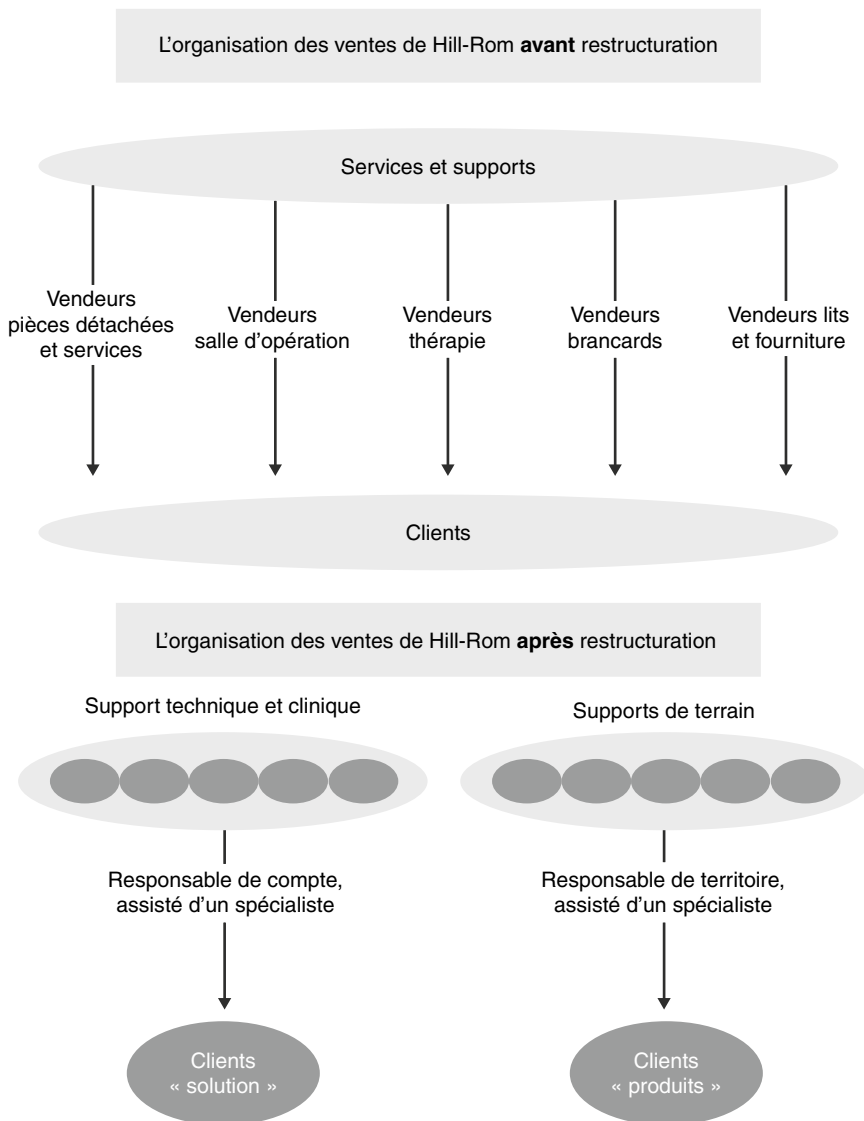 L'organisation des ventes de Hill-Rom avant restructuration
Services et supports
Vendeurs
pièces détachées
et services
Vendeurs
salle d'opération
Vendeurs
thérapie
Vendeurs
brancards
Vendeurs lits
et fourniture
Clients
L'organisation des ventes de Hill-Rom après restructuration
Support technique et clinique
Supports de terrain
Responsable de compte,
assisté d'un spécialiste
Responsable de territoire,
assisté d'un spécialiste
Clients
« solution »
Clients
« produits »